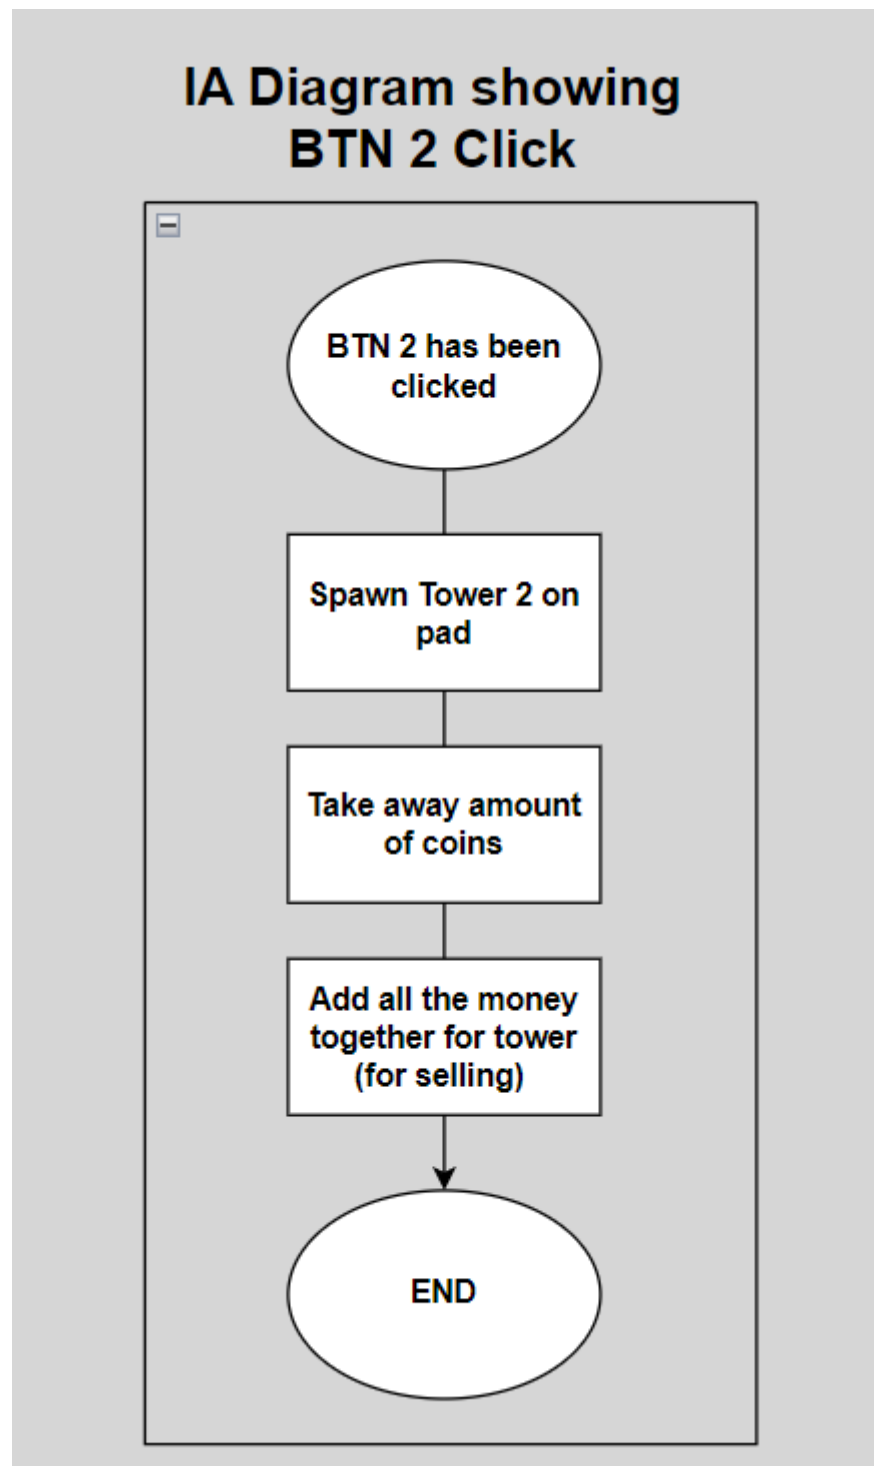 IA Diagram showing
BTN 2 Click
BTN 2 has been
clicked
Spawn Tower 2 on
pad
Take away amount
of coins
Add all the money
together for tower
(for selling)
END